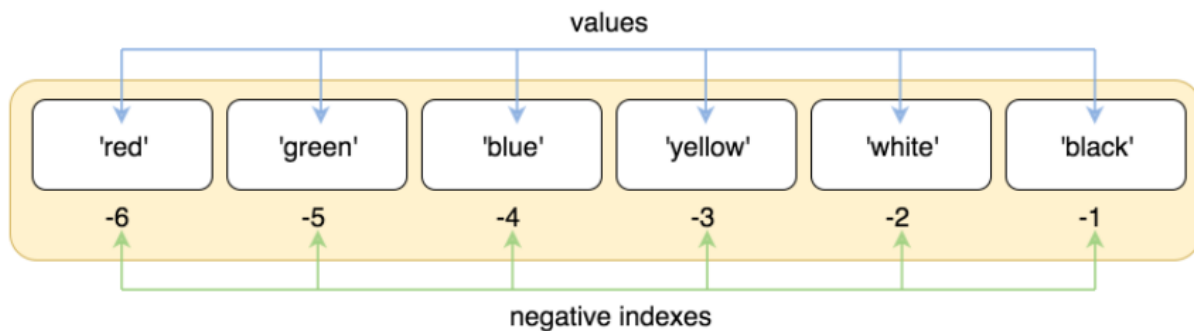 values
'red' 'green' 'blue' 'yellow' 'white' 'black'
-6 -5 -4 -3 -2 -1
negative indexes